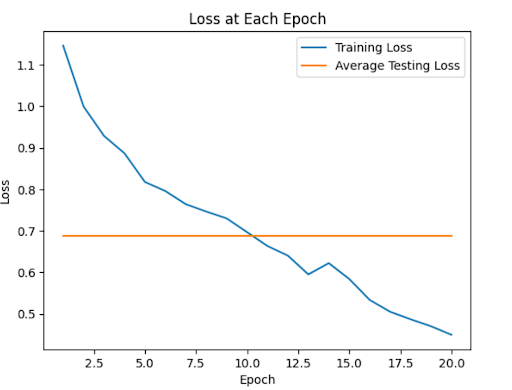 Loss at Each Epoch
Training Loss
Average Testing Loss
1.1
1.0
0.9
0.8
0.7
0.6
0.5
Loss
2.5 5.0 7.5 10.0 12.5 15.0 17.5 20.0
Epoch